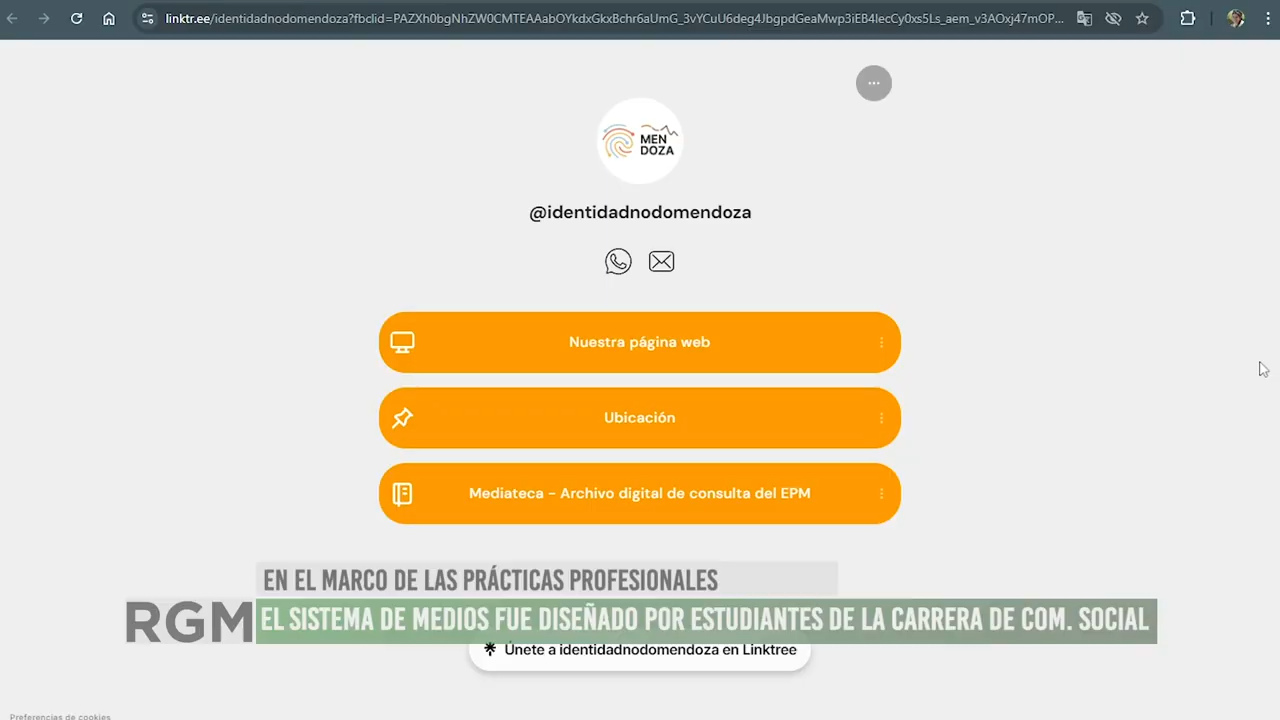 linktr.ee/identidadnodomendoza?fbclid=PAZXh0bgNhZW0CMTEAAabOYkdxGkxBchr6aUmG_3vYCuU6deg4JbgpdGeaMwp3iEB4lecCy0xs5Ls_aem_v3AOxj47mOP...
MEN
DOZA
@identidadnodomendoza
Nuestra página web
Ubicación
Mediateca - Archivo digital de consulta del EPM
EN EL MARCO DE LAS PRÁCTICAS PROFESIONALES
RGM
EL SISTEMA DE MEDIOS FUE DISEÑADO POR ESTUDIANTES DE LA CARRERA DE COM. SOCIAL
Únete a identidadnodomendoza en Linktree
Preferencias de cookies